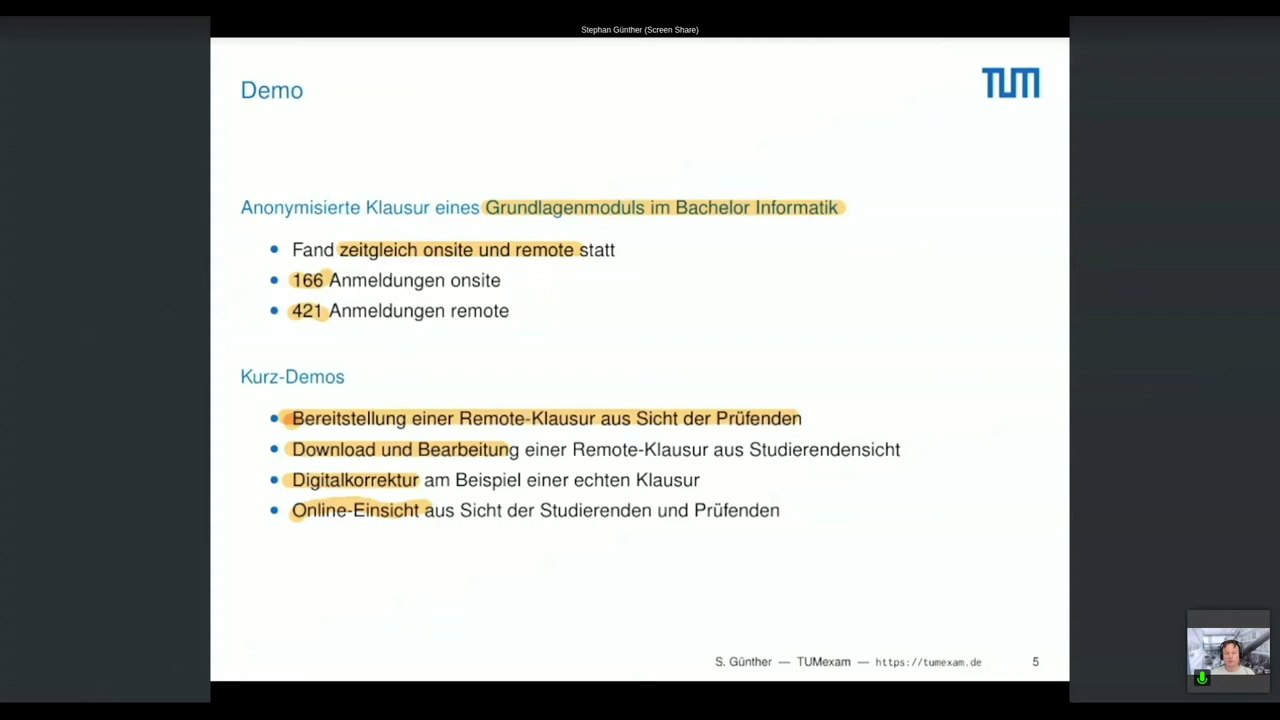 Stephan Günther (Screen Share)
Demo
TUM
Anonymisierte Klausur eines Grundlagenmoduls im Bachelor Informatik
• Fand zeitgleich onsite und remote statt
• 166 Anmeldungen onsite
• 421 Anmeldungen remote
Kurz-Demos
• Bereitstellung einer Remote-Klausur aus Sicht der Prüfenden
• Download und Bearbeitung einer Remote-Klausur aus Studierendensicht
• Digitalkorrektur am Beispiel einer echten Klausur
• Online-Einsicht aus Sicht der Studierenden und Prüfenden
S. Günther — TUMexam — https://tumexam.de 5